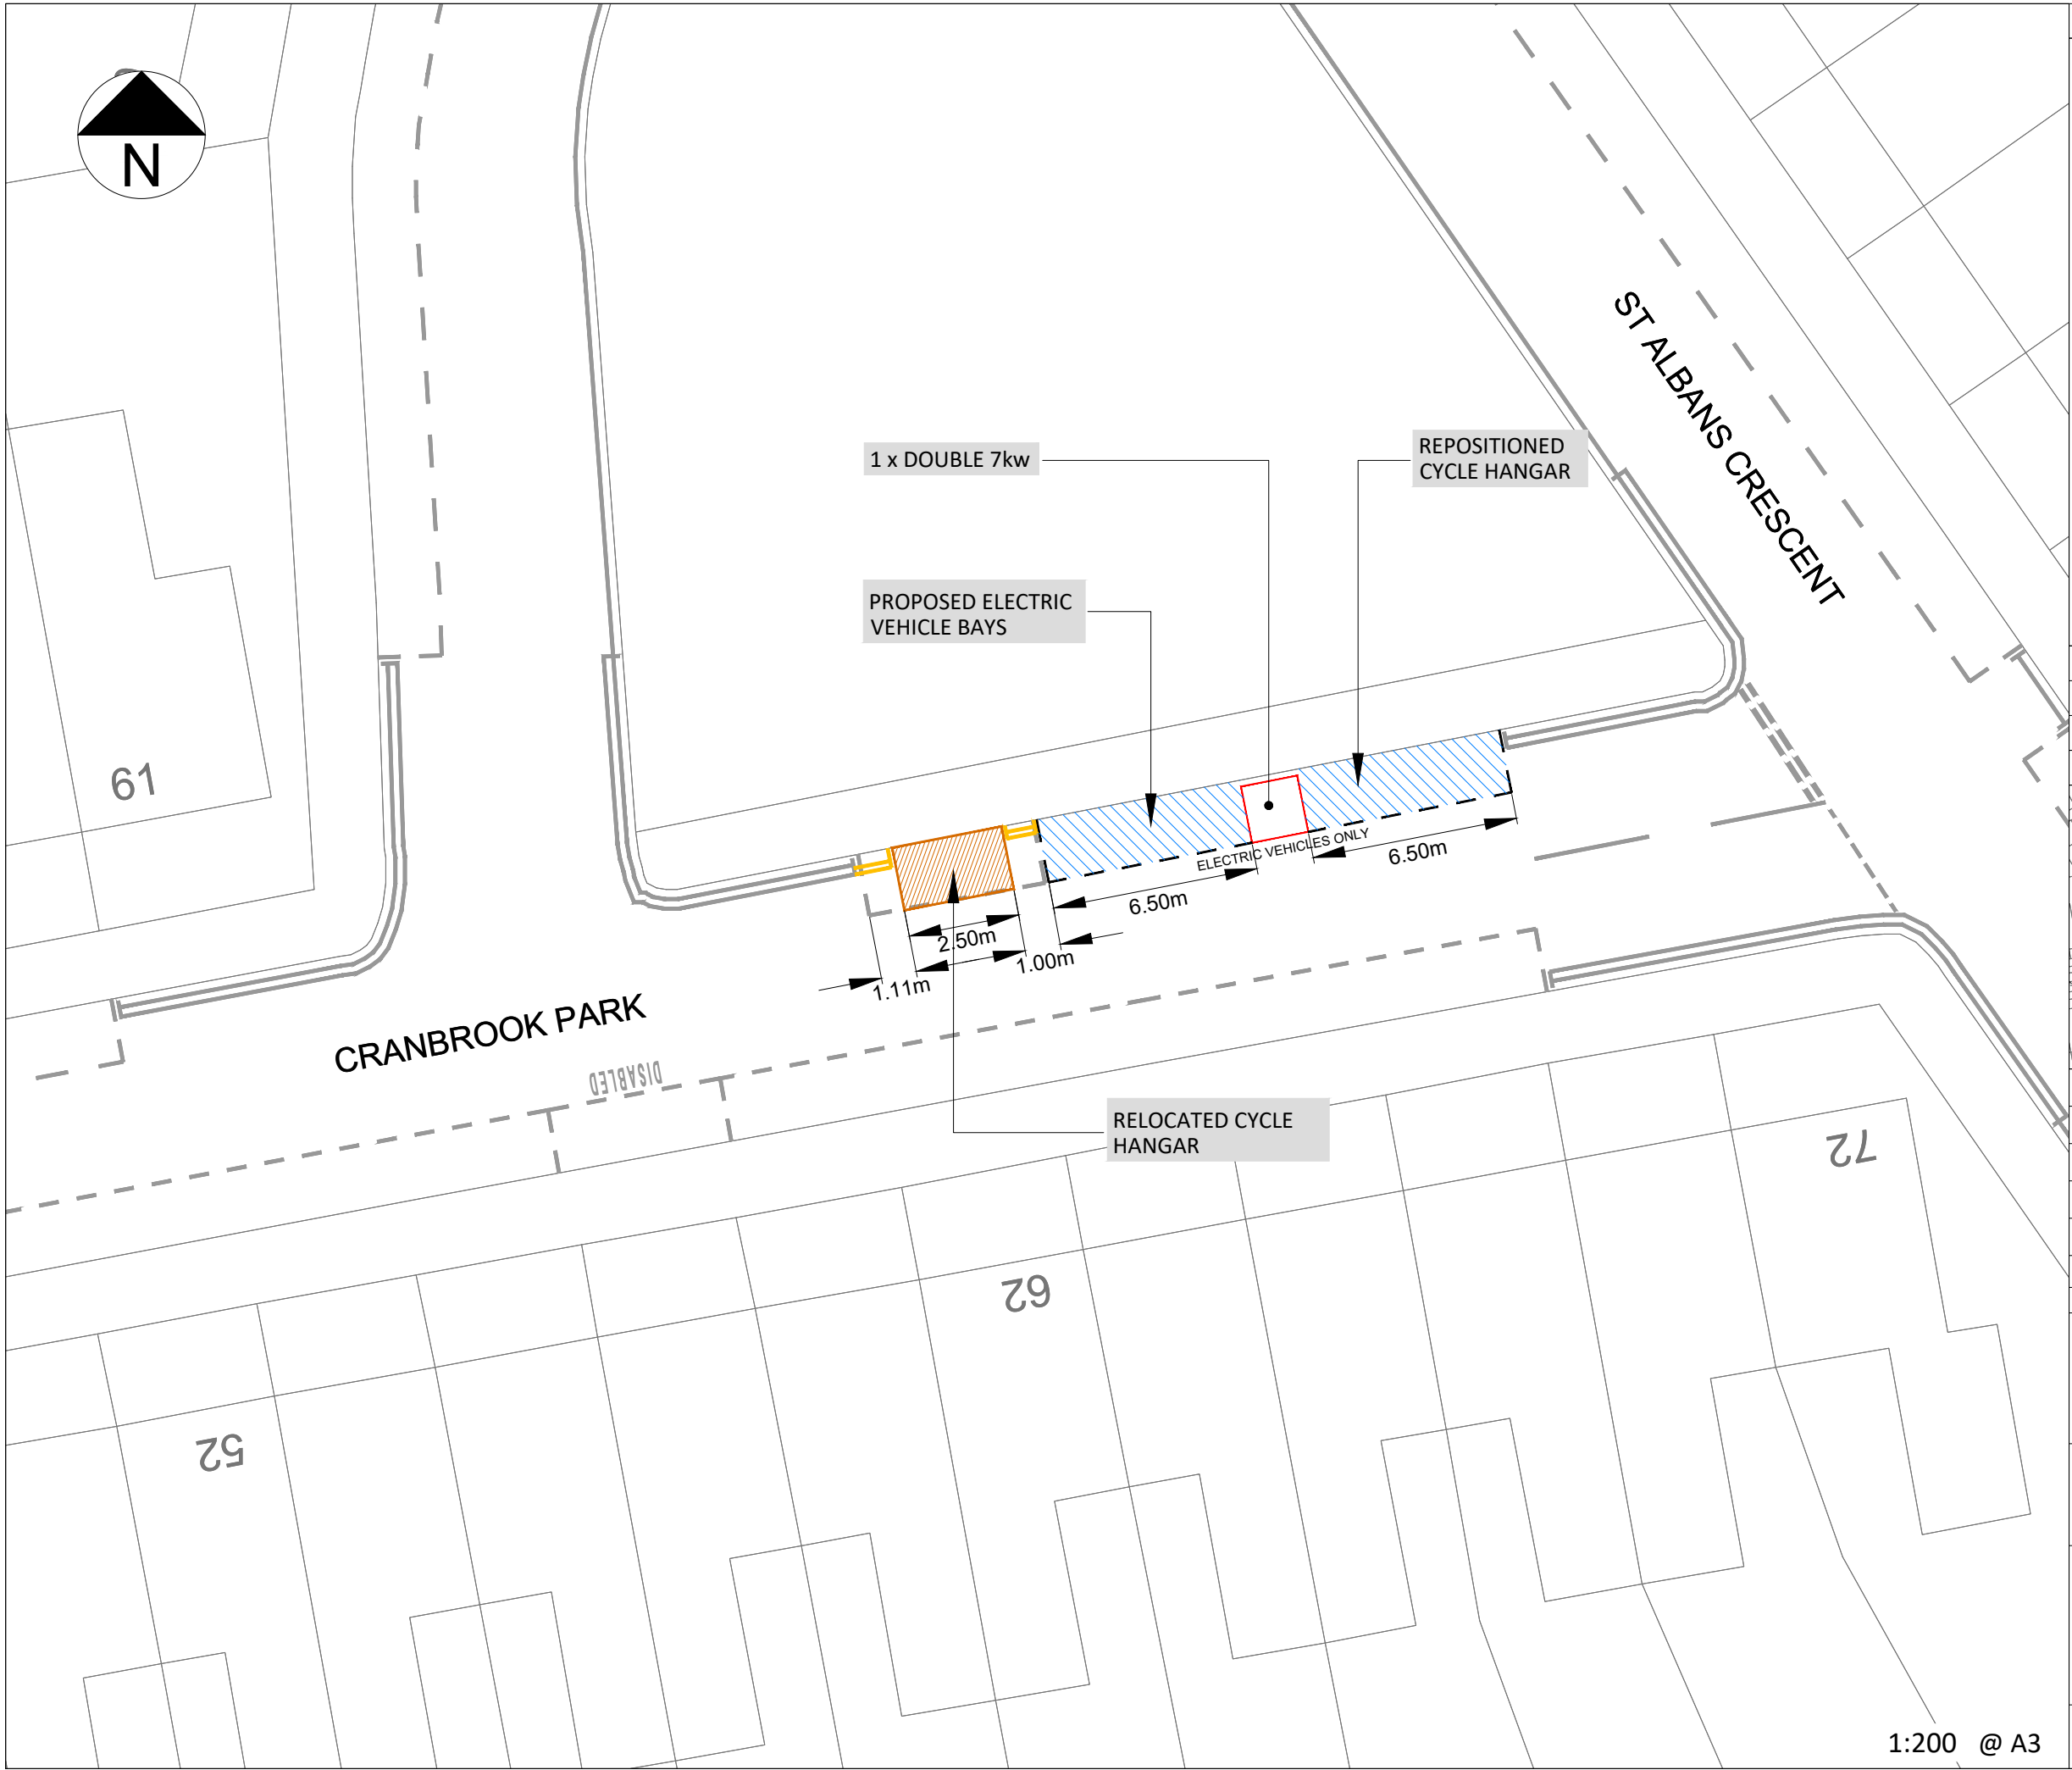 N
ST ALBANS CRESCENT
1 x DOUBLE 7kw
REPOSITIONED
CYCLE HANGAR
PROPOSED ELECTRIC
VEHICLE BAYS
61
ELECTRIC VEHICLES ONLY
6.50m
6.50m
2.50m
1.00m
1.11m
CRANBROOK PARK
DISABLED
RELOCATED CYCLE
HANGAR
72
62
52
1:200 @ A3